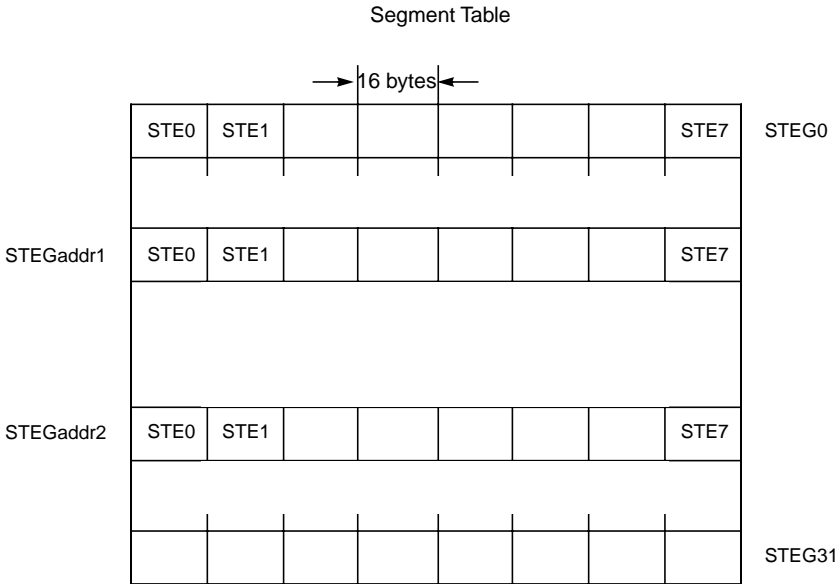 Segment Table
16 bytes
STE0 STE1 STE7 STEG0
STEGaddr1 STE0 STE1 STE7
STEGaddr2 STE0 STE1 STE7
STEG31